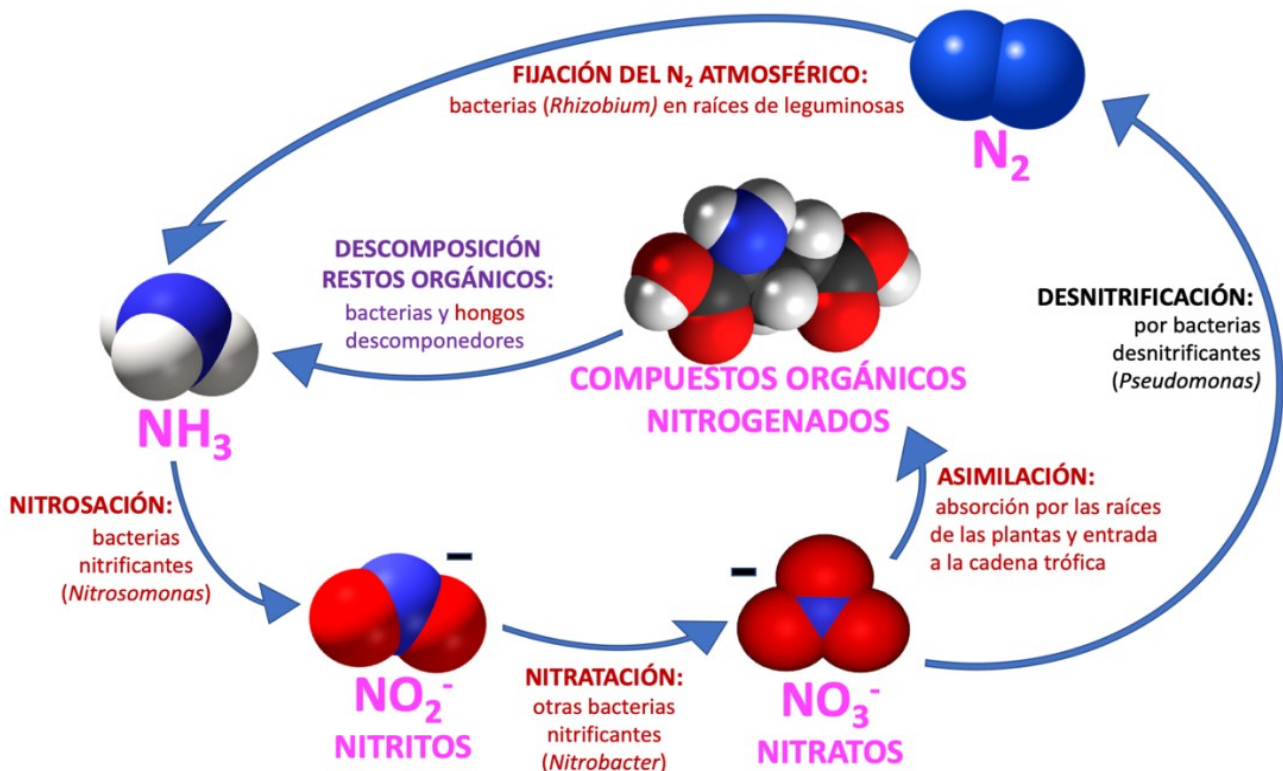 FIJACIÓN DEL N₂ ATMOSFÉRICO:
bacterias (Rhizobium) en raíces de leguminosas
N₂
DESCOMPOSICIÓN
RESTOS ORGÁNICOS:
bacterias y hongos
descomponedores
NH₃
COMPUESTOS ORGÁNICOS
NITROGENADOS
DESNITRIFICACIÓN:
por bacterias
desnitrificantes
(Pseudomonas)
NITROSACIÓN:
bacterias
nitrificantes
(Nitrosomonas)
ASIMILACIÓN:
absorción por las raíces
de las plantas y entrada
a la cadena trófica
-
NO₂⁻
NITRITOS
NITRATACIÓN:
otras bacterias
nitrificantes
(Nitrobacter)
-
NO₃⁻
NITRATOS